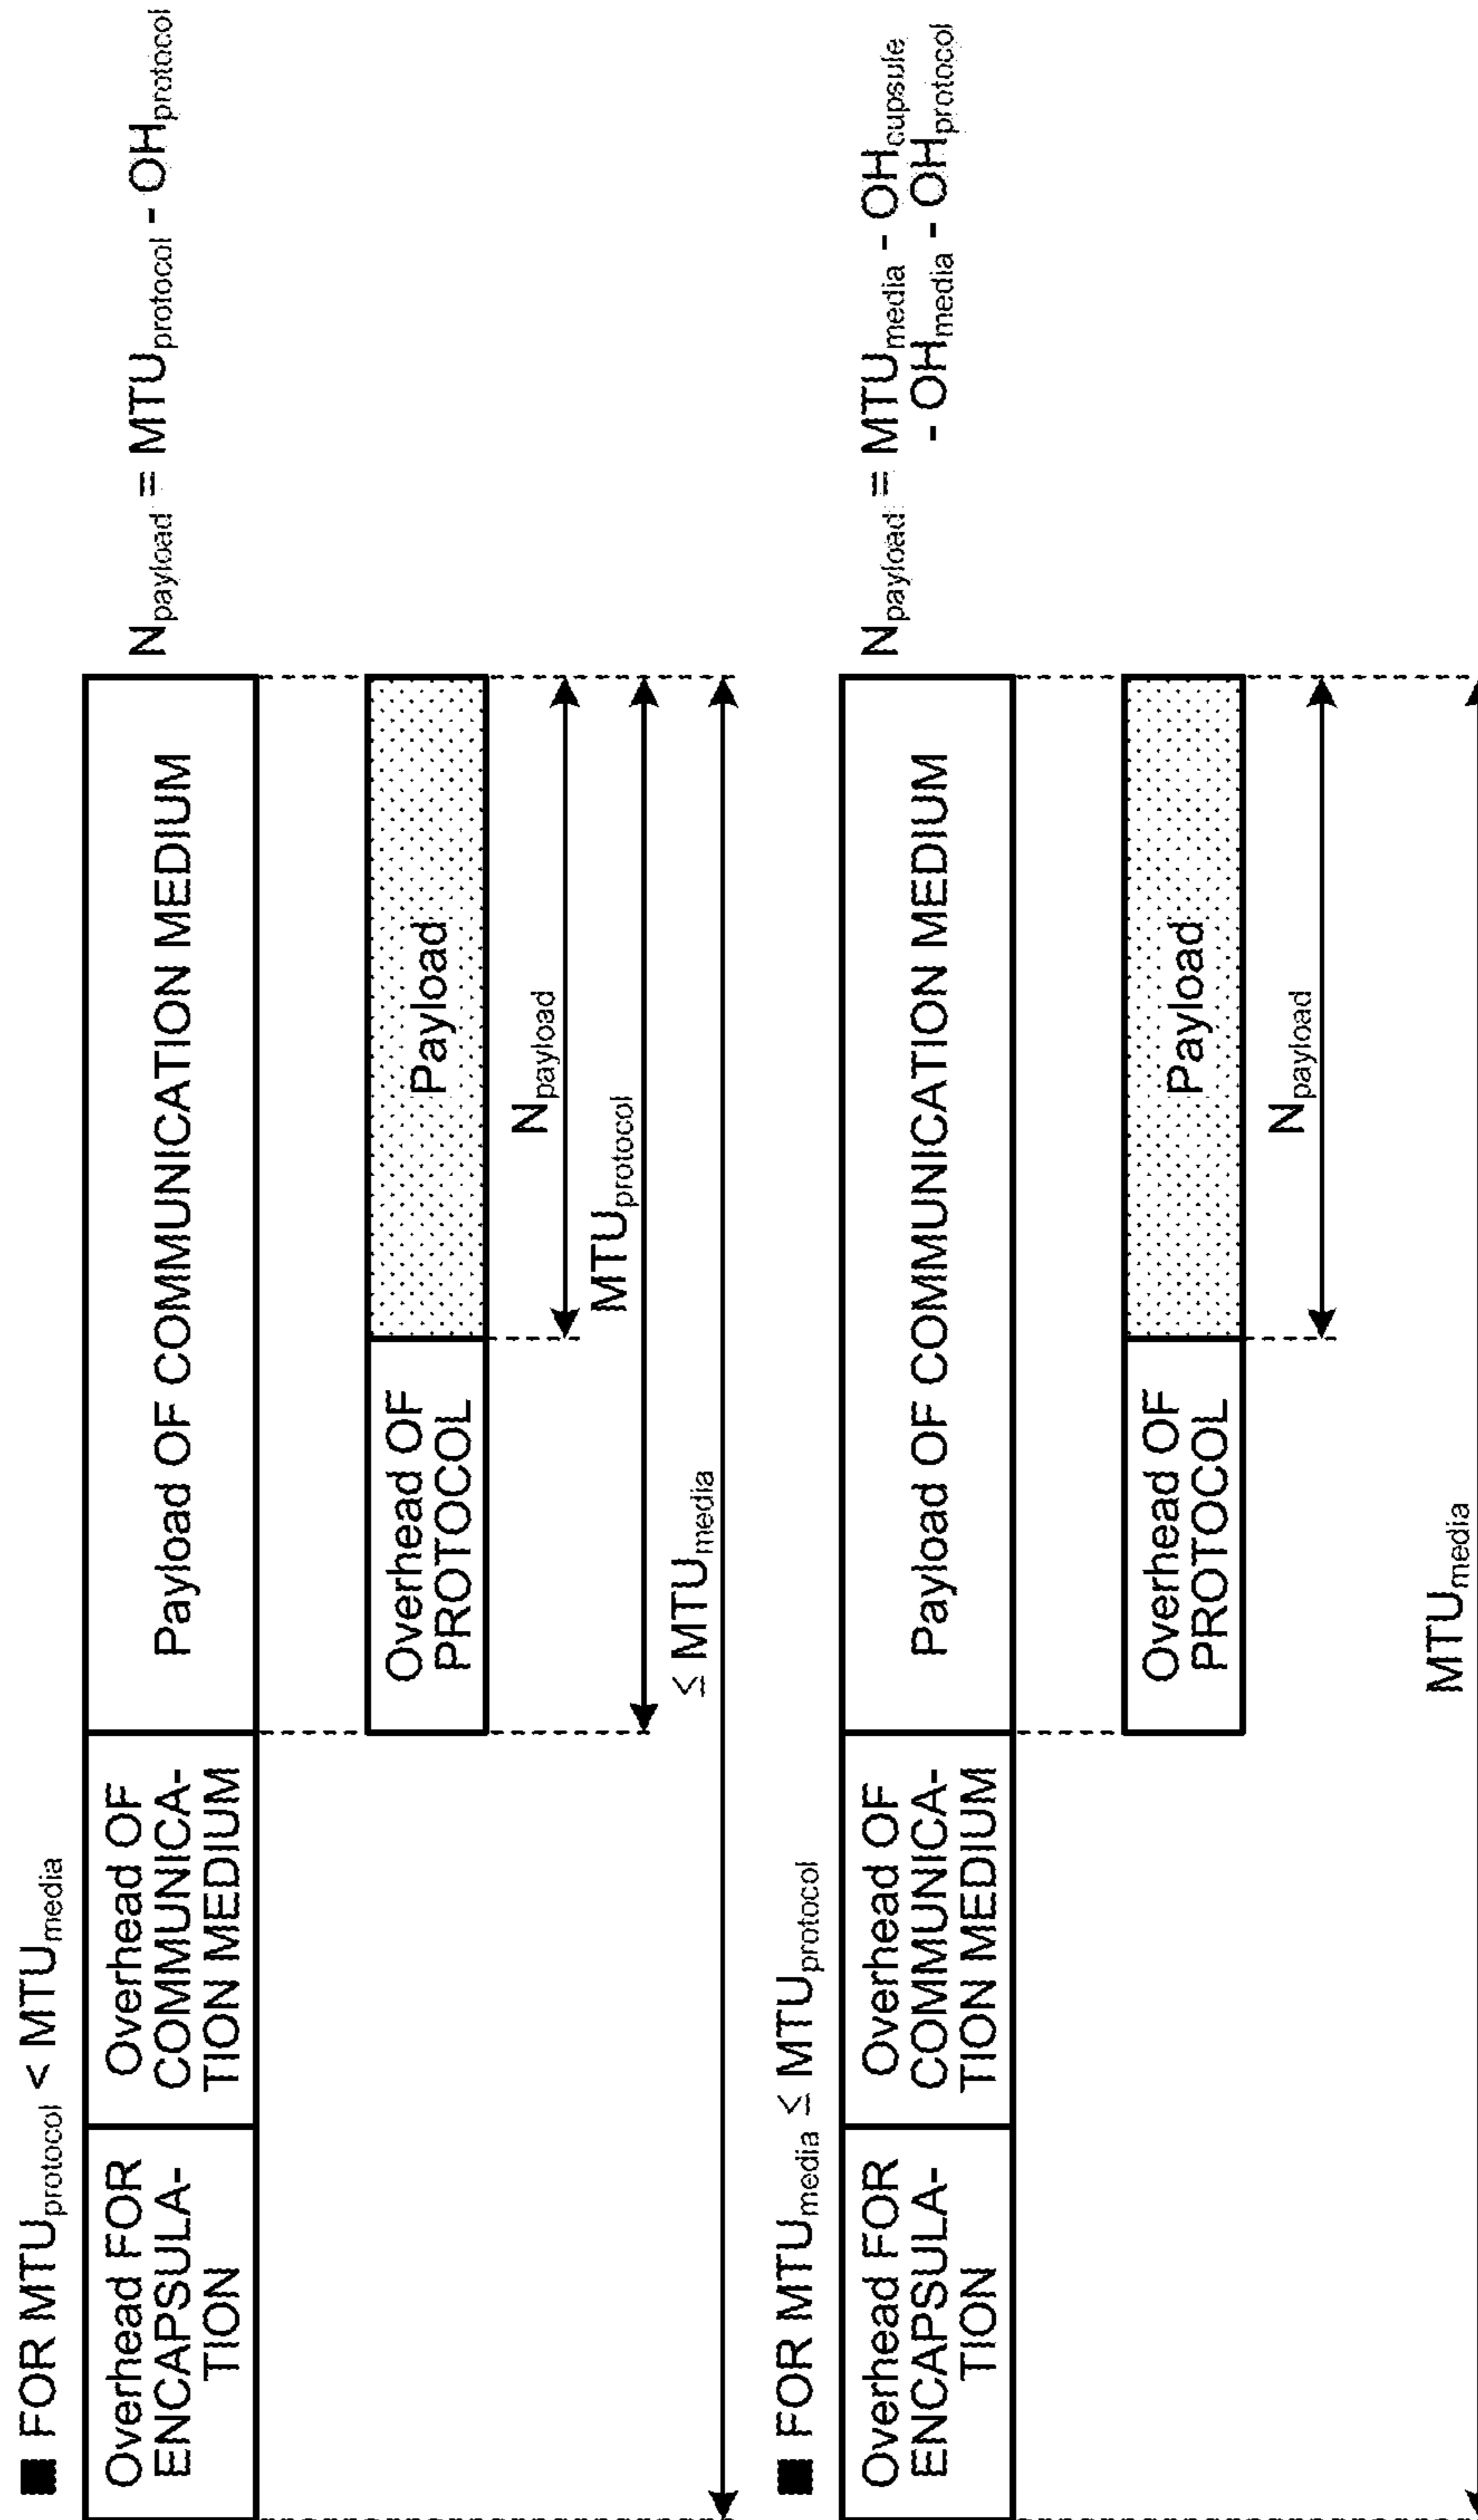 ■ FOR MTUprotocol < MTUmedia
Overhead FOR
ENCAPSULA-
TION
Overhead OF
COMMUNICA-
TION MEDIUM
Payload OF COMMUNICATION MEDIUM
Npayload = MTUprotocol - OHprotocol
Overhead OF
PROTOCOL
Payload
Npayload
MTUprotocol
≤ MTUmedia
■ FOR MTUmedia ≤ MTUprotocol
Overhead FOR
ENCAPSULA-
TION
Overhead OF
COMMUNICA-
TION MEDIUM
Payload OF COMMUNICATION MEDIUM
Npayload = MTUmedia - OHcupsule
- OHmedia - OHprotocol
Overhead OF
PROTOCOL
Payload
Npayload
MTUmedia